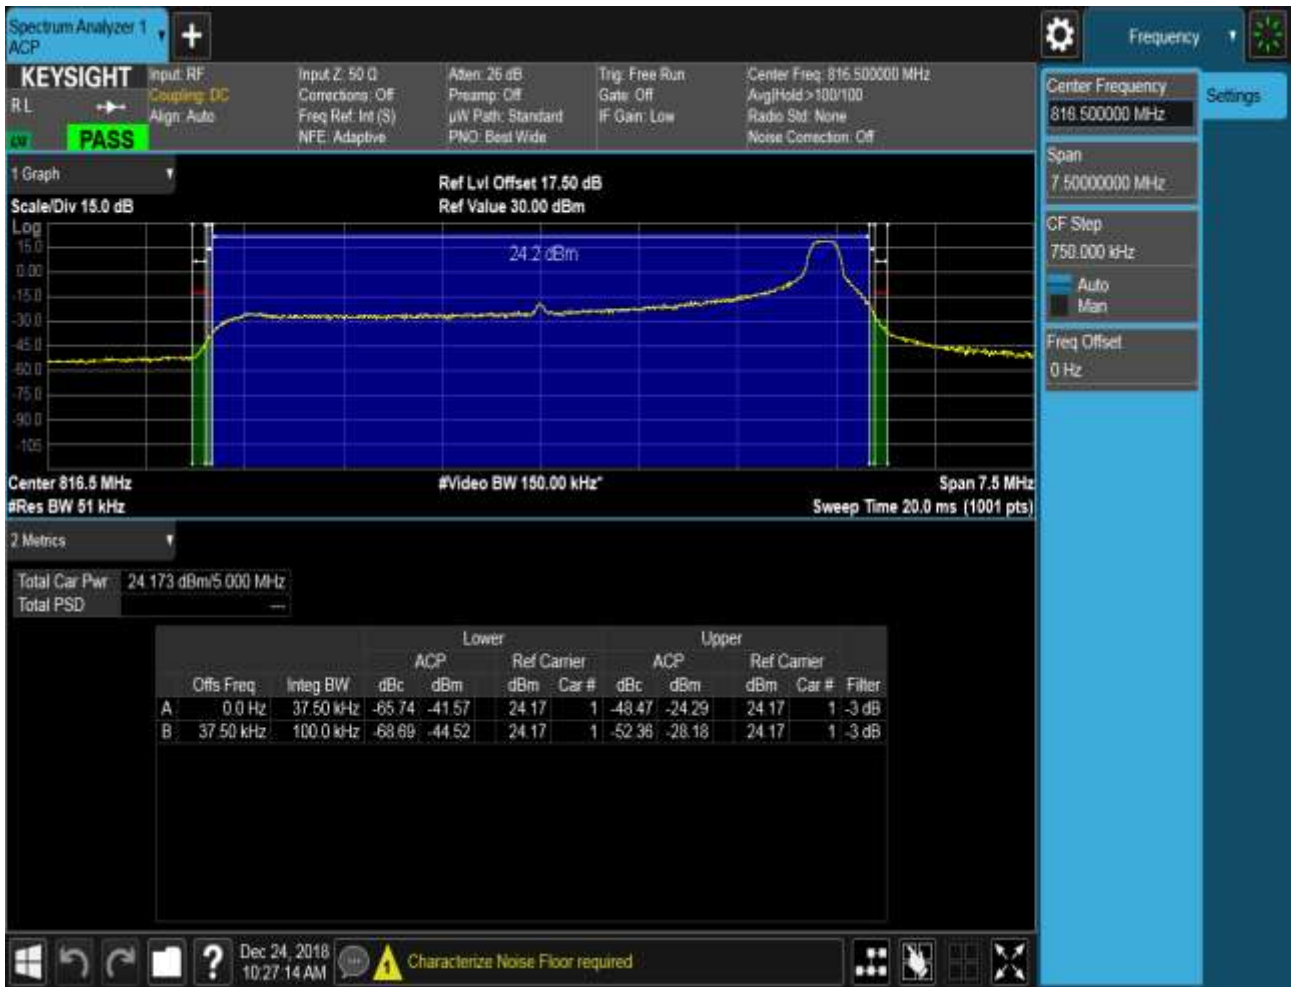 Spectrum Analyzer 1
ACP
Frequency
KEYSIGHT
R L
PASS
Input: RF
Coupling: DC
Align: Auto
Input Z: 50 Ω
Corrections: Off
Freq Ref: Int (S)
NFE: Adaptive
Atten: 26 dB
Preamp: Off
µW Path: Standard
PNO: Best Wide
Trig: Free Run
Gate: Off
IF Gain: Low
Center Freq: 816.500000 MHz
Avg|Hold:>100/100
Radio Std: None
Noise Correction: Off
Center Frequency
816.500000 MHz
Settings
Span
7.50000000 MHz
CF Step
750.000 kHz
Auto
Man
Freq Offset
0 Hz
1 Graph
Scale/Div 15.0 dB
Ref Lvl Offset 17.50 dB
Ref Value 30.00 dBm
Log
15.0
0.00
-15.0
-30.0
-45.0
-60.0
-75.0
-90.0
-105
24.2 dBm
Center 816.5 MHz
#Res BW 51 kHz
#Video BW 150.00 kHz*
Span 7.5 MHz
Sweep Time 20.0 ms (1001 pts)
2 Metrics
Total Car Pwr 24.173 dBm/5.000 MHz
Total PSD ---
Lower Upper
ACP Ref Carrier ACP Ref Carrier
Offs Freq Integ BW dBc dBm dBm Car # dBc dBm dBm Car # Filter
A 0.0 Hz 37.50 kHz -65.74 -41.57 24.17 1 -48.47 -24.29 24.17 1 -3 dB
B 37.50 kHz 100.0 kHz -68.69 -44.52 24.17 1 -52.36 -28.18 24.17 1 -3 dB
?
Dec 24, 2018
10:27:14 AM
1
Characterize Noise Floor required